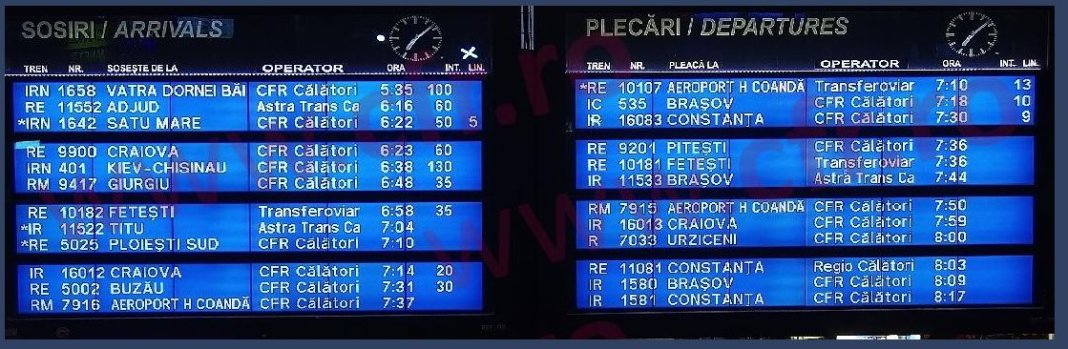 SOSIRI / ARRIVALS
TREN NR. SOSEȘTE DE LA OPERATOR ORA INT. LIN.
IRN 1658 VATRA DORNEI BĂI CFR Călători 5:35 100
RE 11552 ADJUD Astra Trans Ca 6:16 60
*IRN 1642 SATU MARE CFR Călători 6:22 50 5
RE 9900 CRAIOVA CFR Călători 6:23 60
IRN 401 KIEV-CHISINAU CFR Călători 6:38 130
RM 9417 GIURGIU CFR Călători 6:48 35
RE 10182 FETEȘTI Transferoviar 6:58 35
*IR 11522 TITU Astra Trans Ca 7:04
*RE 5025 PLOIEȘTI SUD CFR Călători 7:10
IR 16012 CRAIOVA CFR Călători 7:14 20
RE 5002 BUZĂU CFR Călători 7:31 30
RM 7916 AEROPORT H COANDĂ CFR Călători 7:37
PLECĂRI / DEPARTURES
TREN NR. PLEACĂ LA OPERATOR ORA INT. LIN.
*RE 10107 AEROPORT H COANDĂ Transferoviar 7:10 13
IC 535 BRAȘOV CFR Călători 7:18 10
IR 16083 CONSTANȚA CFR Călători 7:30 9
RE 9201 PITEȘTI CFR Călători 7:36
RE 10181 FETEȘTI Transferoviar 7:36
IR 11533 BRAȘOV Astra Trans Ca 7:44
RM 7915 AEROPORT H COANDĂ CFR Călători 7:50
IR 16013 CRAIOVA CFR Călători 7:59
R 7033 URZICENI CFR Călători 8:00
RE 11081 CONSTANȚA Regio Călători 8:03
IR 1580 BRAȘOV CFR Călători 8:09
IR 1581 CONSTANȚA CFR Călători 8:17